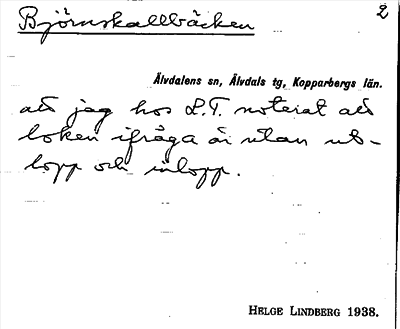 Björnskallbäcken
2
Älvdalens sn, Älvdals tg, Kopparbergs län.
att jag hos L.T. noterat att
loken ifråga är utan ut-
lopp och inlopp.
HELGE LINDBERG 1938.